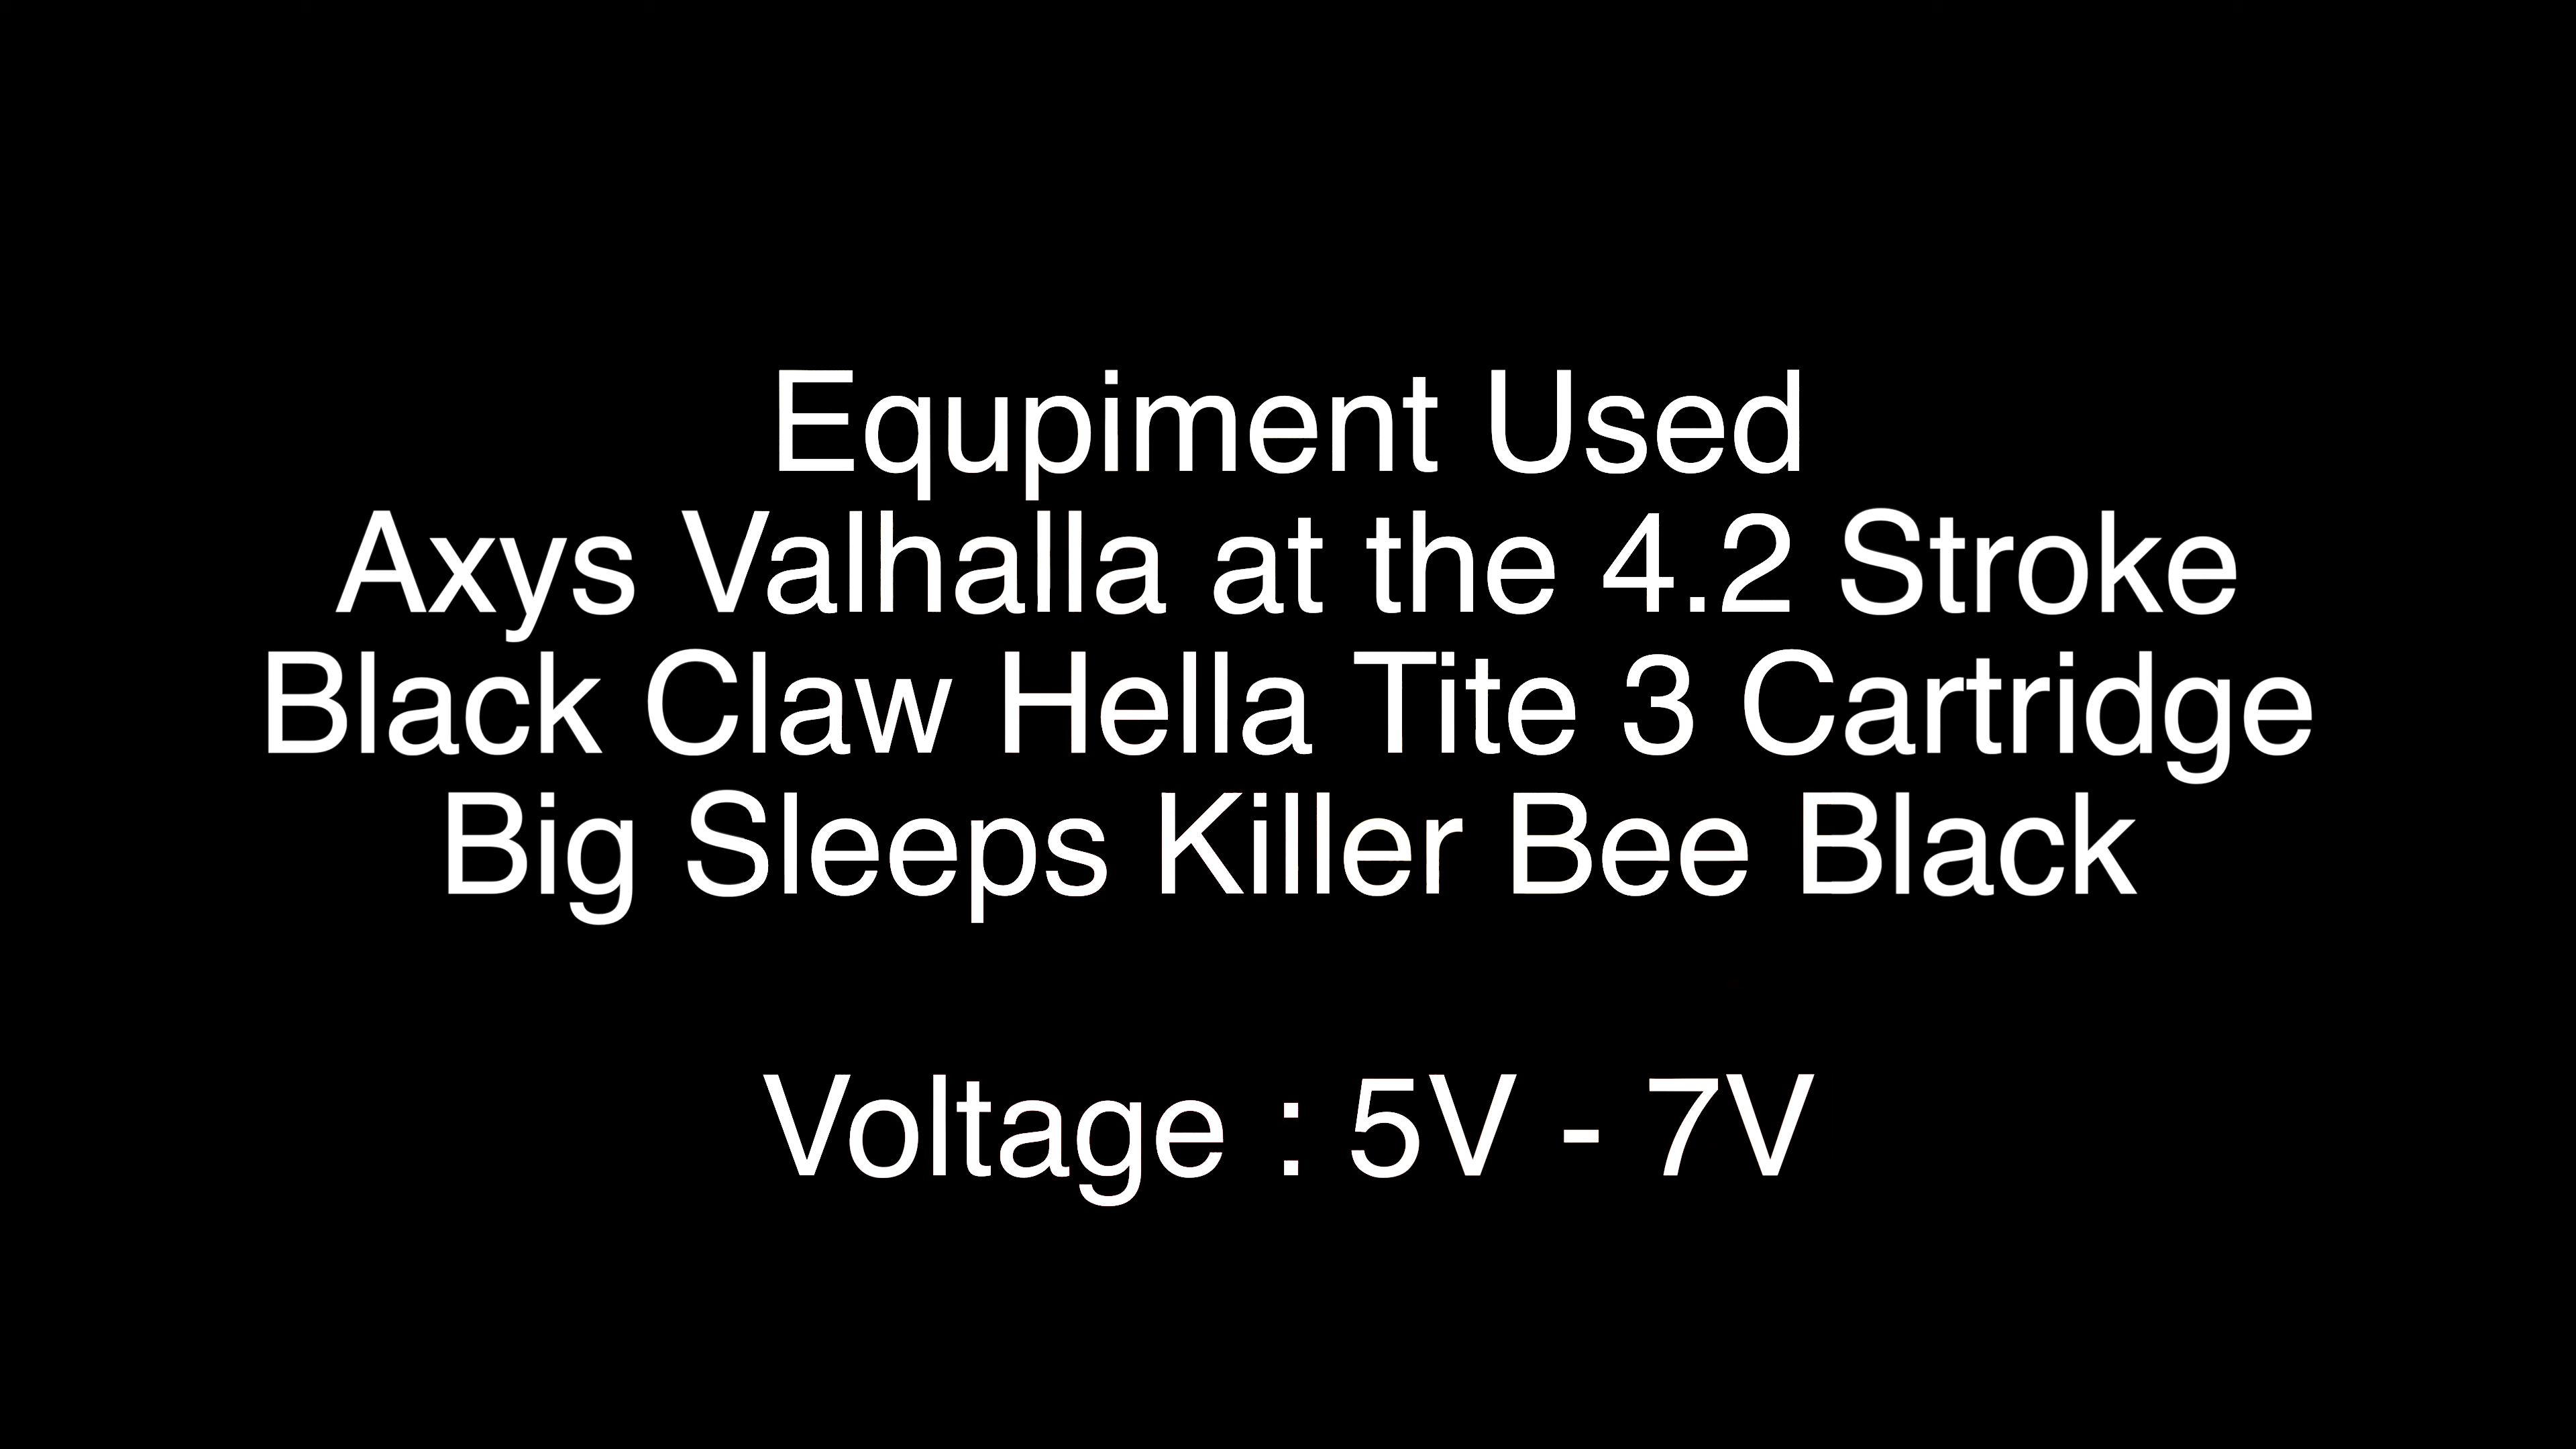 Equpiment Used
Axys Valhalla at the 4.2 Stroke
Black Claw Hella Tite 3 Cartridge
Big Sleeps Killer Bee Black
Voltage : 5V - 7V